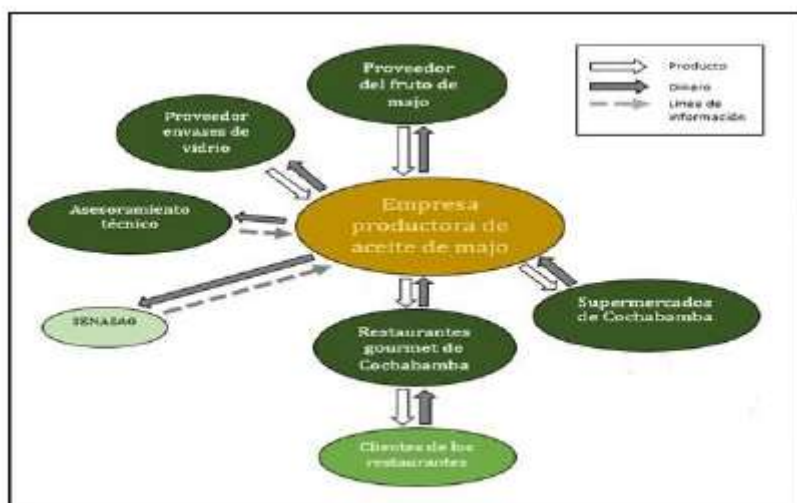 Proveedor
del fruto de
majo
Producto
Dinero
Línea de
información
Proveedor
envases de
vidrio
Asesoramiento
técnico
Empresa
productora de
aceite de majo
SENASAG
Supermercados
de Cochabamba
Restaurantes
gourmet de
Cochabamba
Clientes de los
restaurantes